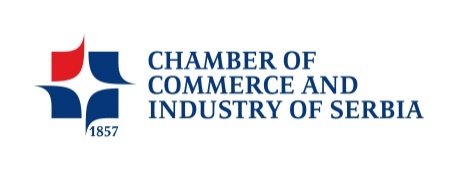 CHAMBER OF
COMMERCE AND
INDUSTRY OF SERBIA
1857